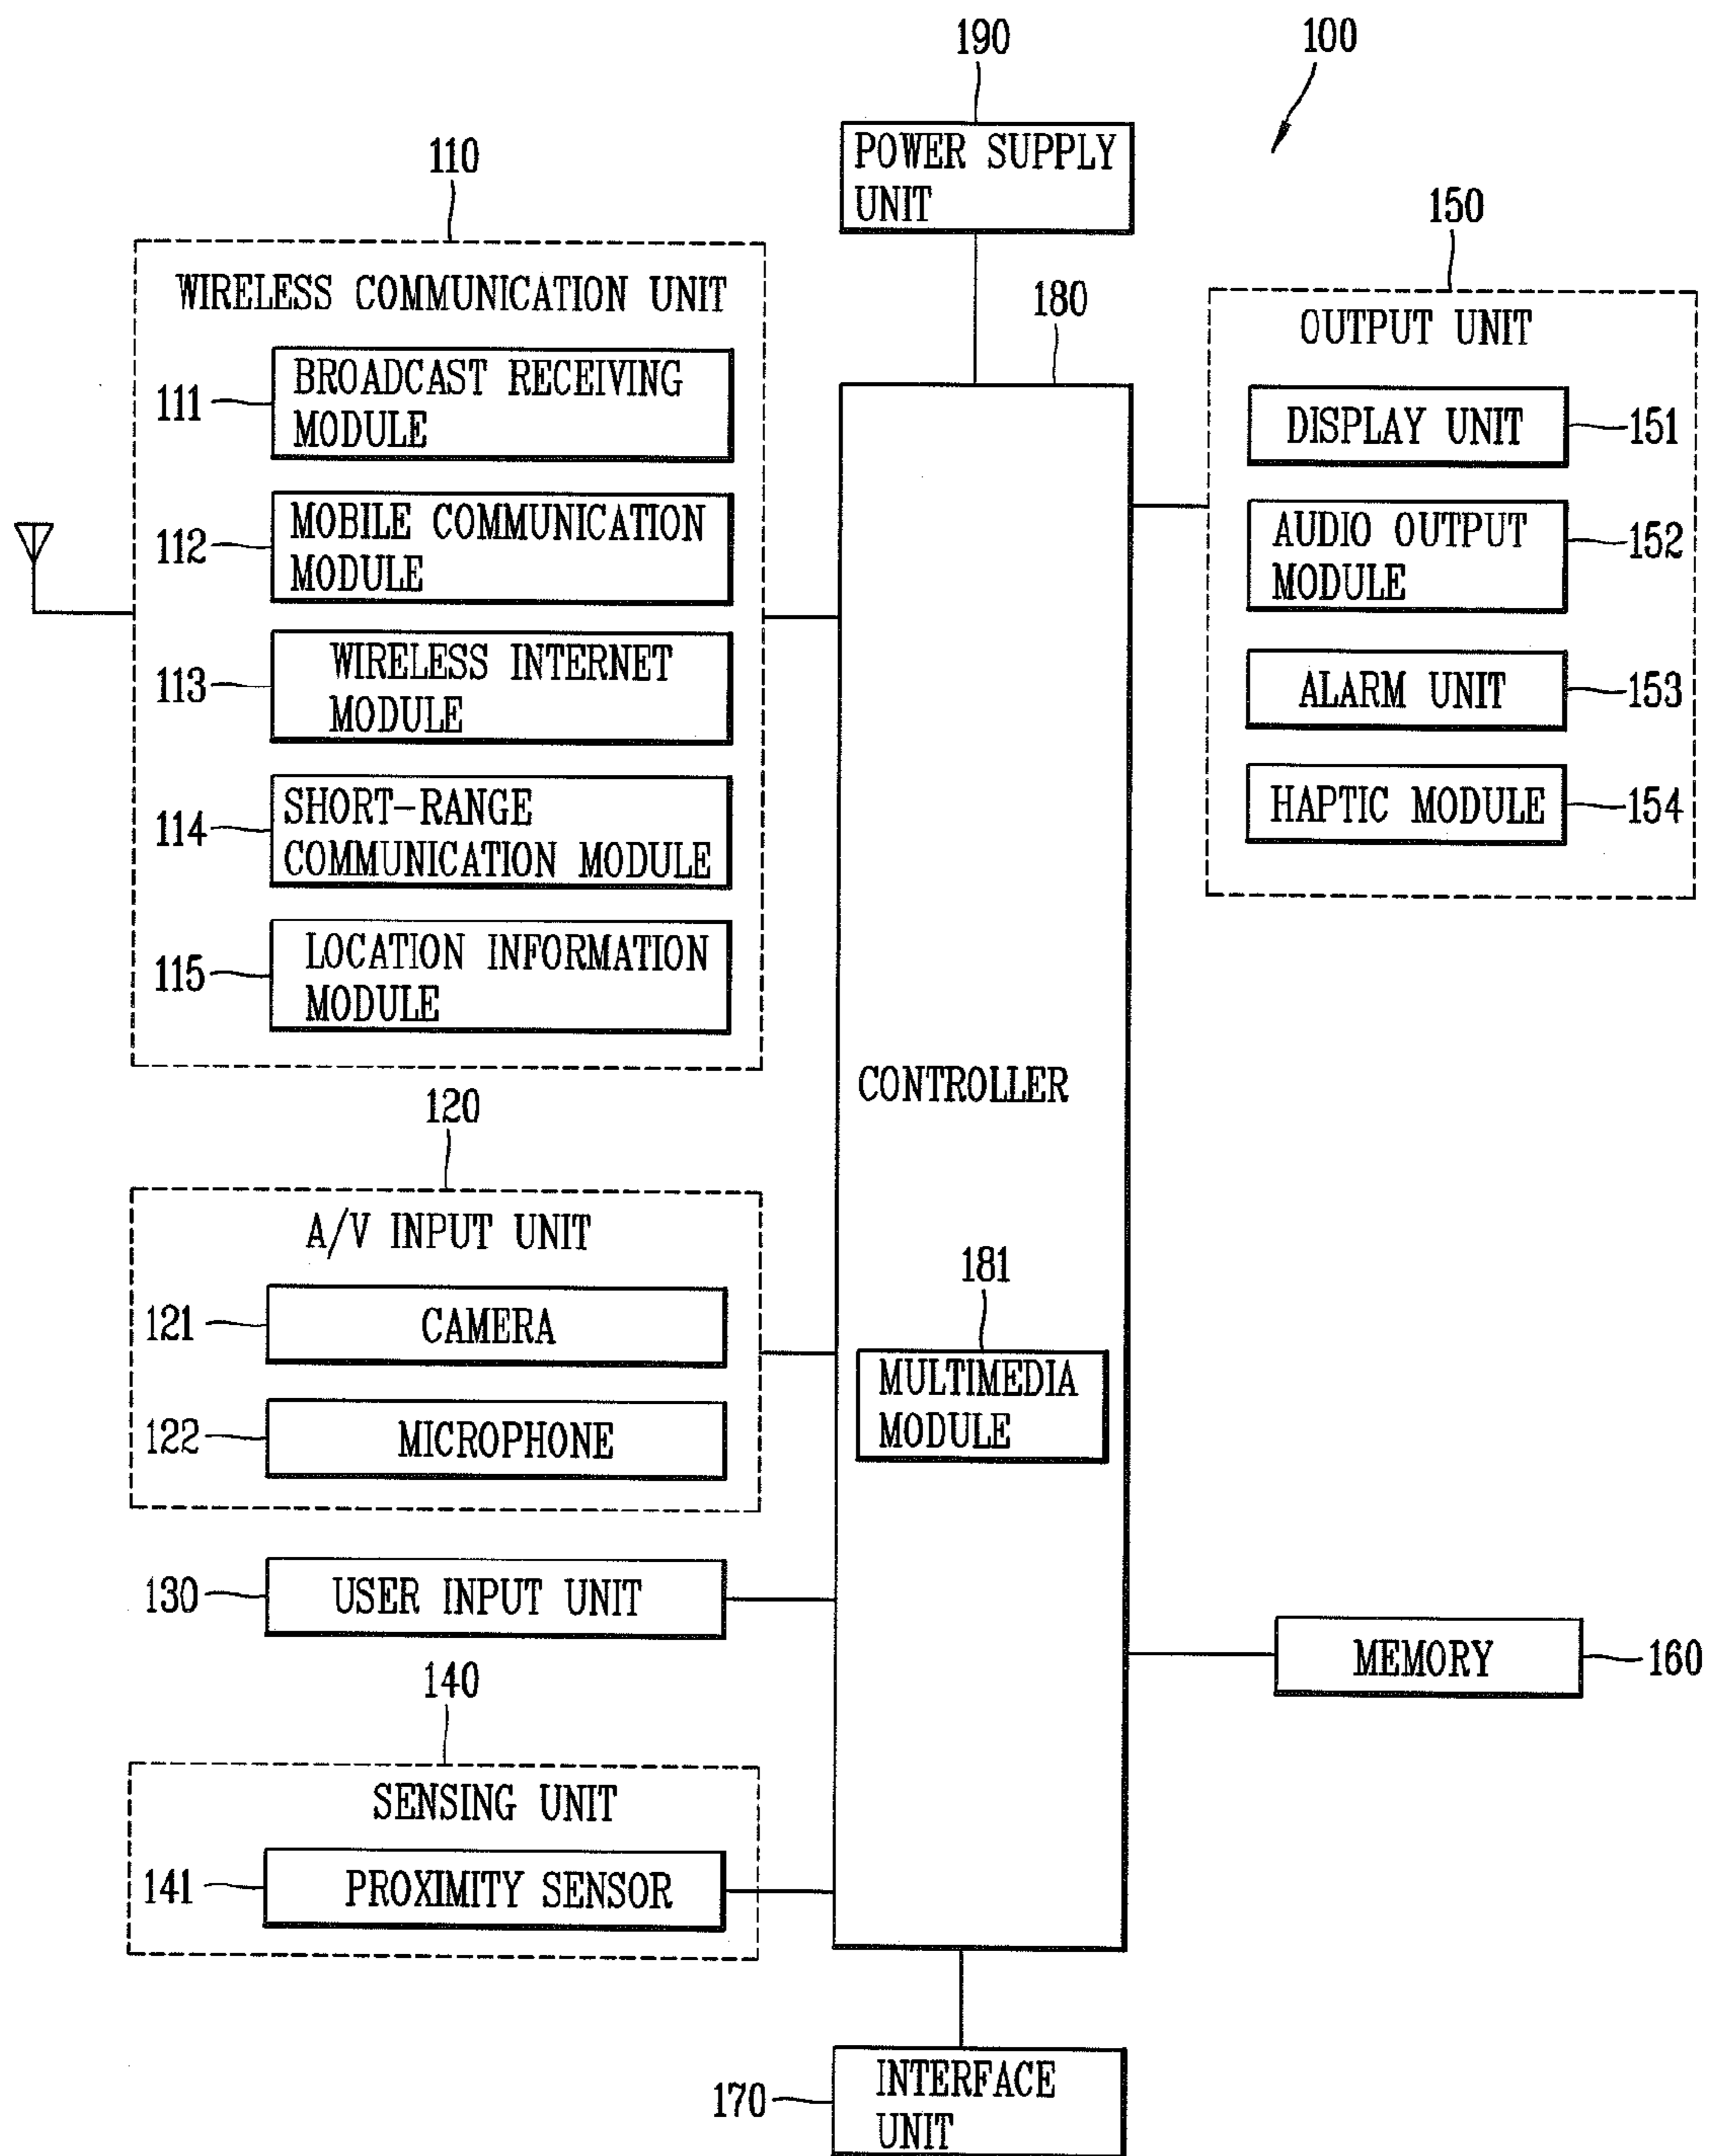 190
100
POWER SUPPLY
UNIT
110
WIRELESS COMMUNICATION UNIT
111
BROADCAST RECEIVING
MODULE
112
MOBILE COMMUNICATION
MODULE
113
WIRELESS INTERNET
MODULE
114
SHORT-RANGE
COMMUNICATION MODULE
115
LOCATION INFORMATION
MODULE
120
A/V INPUT UNIT
121
CAMERA
122
MICROPHONE
130
USER INPUT UNIT
140
SENSING UNIT
141
PROXIMITY SENSOR
180
CONTROLLER
181
MULTIMEDIA
MODULE
150
OUTPUT UNIT
DISPLAY UNIT
151
AUDIO OUTPUT
MODULE
152
ALARM UNIT
153
HAPTIC MODULE
154
MEMORY
160
170
INTERFACE
UNIT